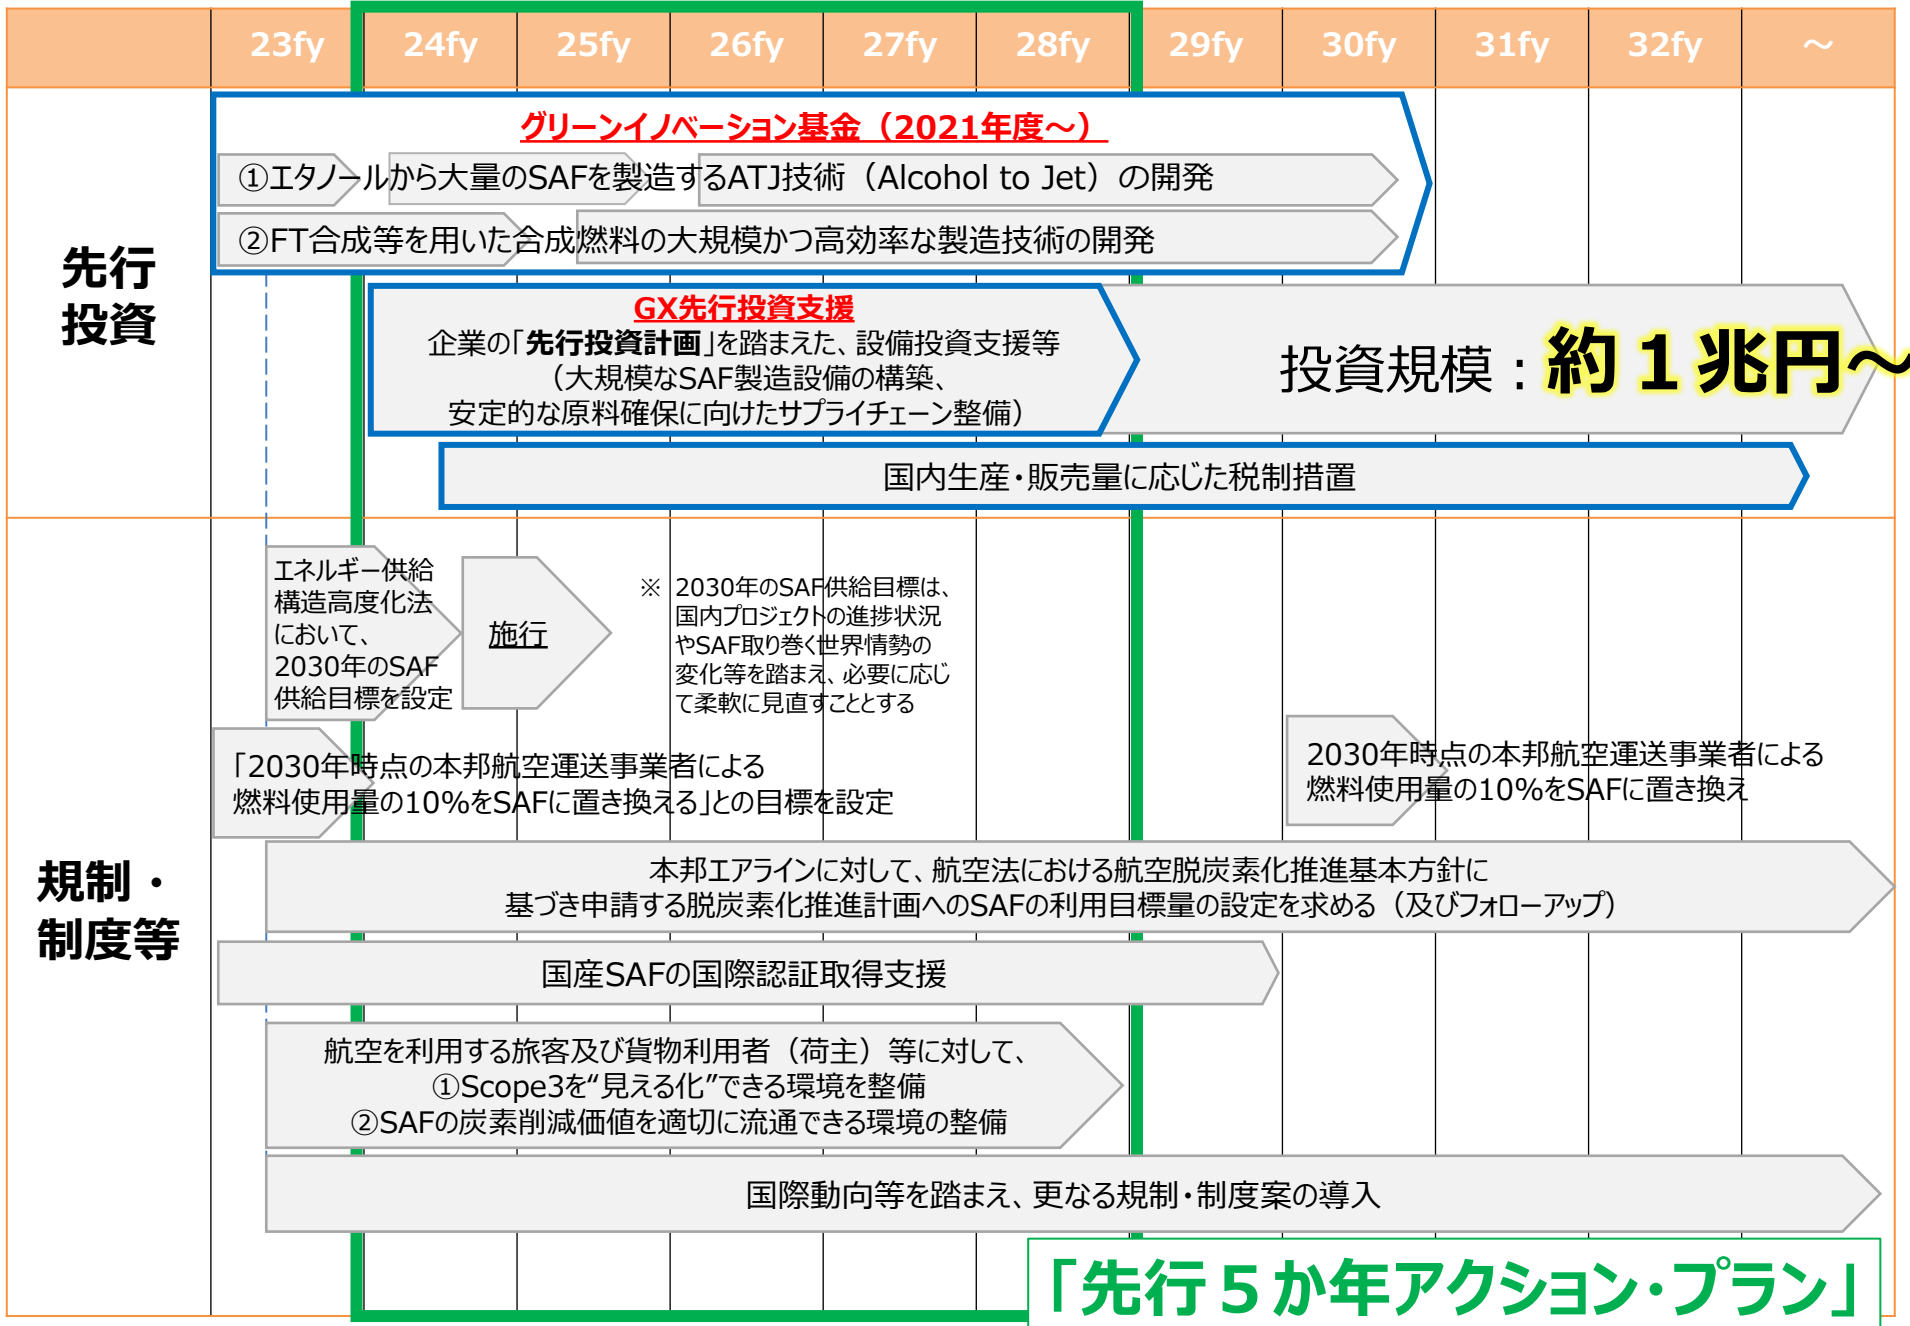 23fy 24fy 25fy 26fy 27fy 28fy 29fy 30fy 31fy 32fy ～
先行
投資
グリーンイノベーション基金（2021年度～）
①エタノールから大量のSAFを製造するATJ技術（Alcohol to Jet）の開発
②FT合成等を用いた合成燃料の大規模かつ高効率な製造技術の開発
GX先行投資支援
企業の「先行投資計画」を踏まえた、設備投資支援等
（大規模なSAF製造設備の構築、
安定的な原料確保に向けたサプライチェーン整備）
投資規模：約１兆円～
国内生産・販売量に応じた税制措置
規制・
制度等
エネルギー供給
構造高度化法
において、
2030年のSAF
供給目標を設定
施行
※ 2030年のSAF供給目標は、
国内プロジェクトの進捗状況
やSAF取り巻く世界情勢の
変化等を踏まえ、必要に応じ
て柔軟に見直すこととする
「2030年時点の本邦航空運送事業者による
燃料使用量の10%をSAFに置き換える」との目標を設定
2030年時点の本邦航空運送事業者による
燃料使用量の10%をSAFに置き換え
本邦エアラインに対して、航空法における航空脱炭素化推進基本方針に
基づき申請する脱炭素化推進計画へのSAFの利用目標量の設定を求める（及びフォローアップ）
国産SAFの国際認証取得支援
航空を利用する旅客及び貨物利用者（荷主）等に対して、
①Scope3を“見える化”できる環境を整備
②SAFの炭素削減価値を適切に流通できる環境の整備
国際動向等を踏まえ、更なる規制・制度案の導入
「先行５か年アクション・プラン」